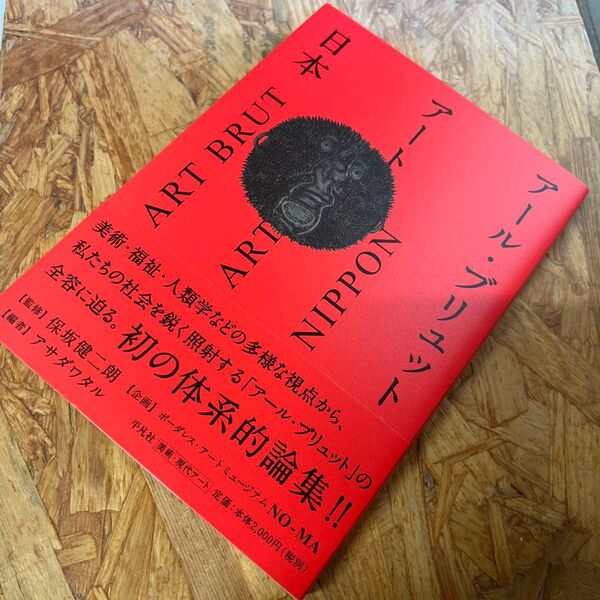 アール・ブリュット
アート
日本
ART BRUT
ART
NIPPON
美術・福祉・人類学などの多様な視点から、
私たちの社会を鋭く照射する「アール・ブリュット」の
全容に迫る。 初の体系的論集!!
【監修】保坂健二朗
【編者】アサダワタル
【企画】ボーダレス・アートミュージアムNO-MA
平凡社 美術・現代アート 定価:本体2,000円(税別)